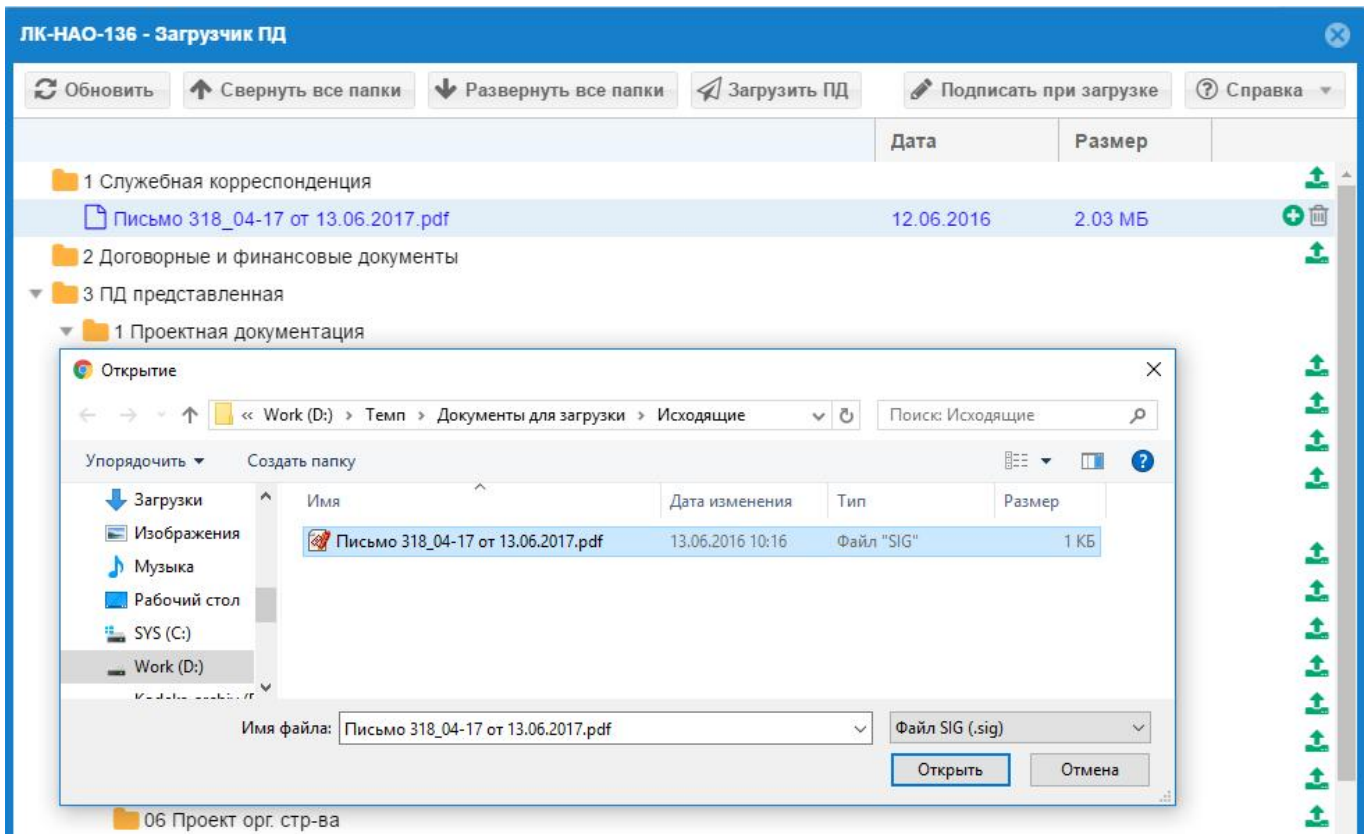 ЛК-НАО-136 - Загрузчик ПД
Обновить Свернуть все папки Развернуть все папки Загрузить ПД Подписать при загрузке ? Справка
Дата Размер
1 Служебная корреспонденция
Письмо 318_04-17 от 13.06.2017.pdf 12.06.2016 2.03 МБ
2 Договорные и финансовые документы
3 ПД представленная
1 Проектная документация
Открытие
« Work (D:) › Темп › Документы для загрузки › Исходящие Поиск: Исходящие
Упорядочить Создать папку ?
Имя Дата изменения Тип Размер
Загрузки
Письмо 318_04-17 от 13.06.2017.pdf 13.06.2016 10:16 Файл "SIG" 1 КБ
Изображения
Музыка
Рабочий стол
SYS (C:)
Work (D:)
Имя файла: Письмо 318_04-17 от 13.06.2017.pdf Файл SIG (.sig)
Открыть Отмена
06 Проект орг. стр-ва